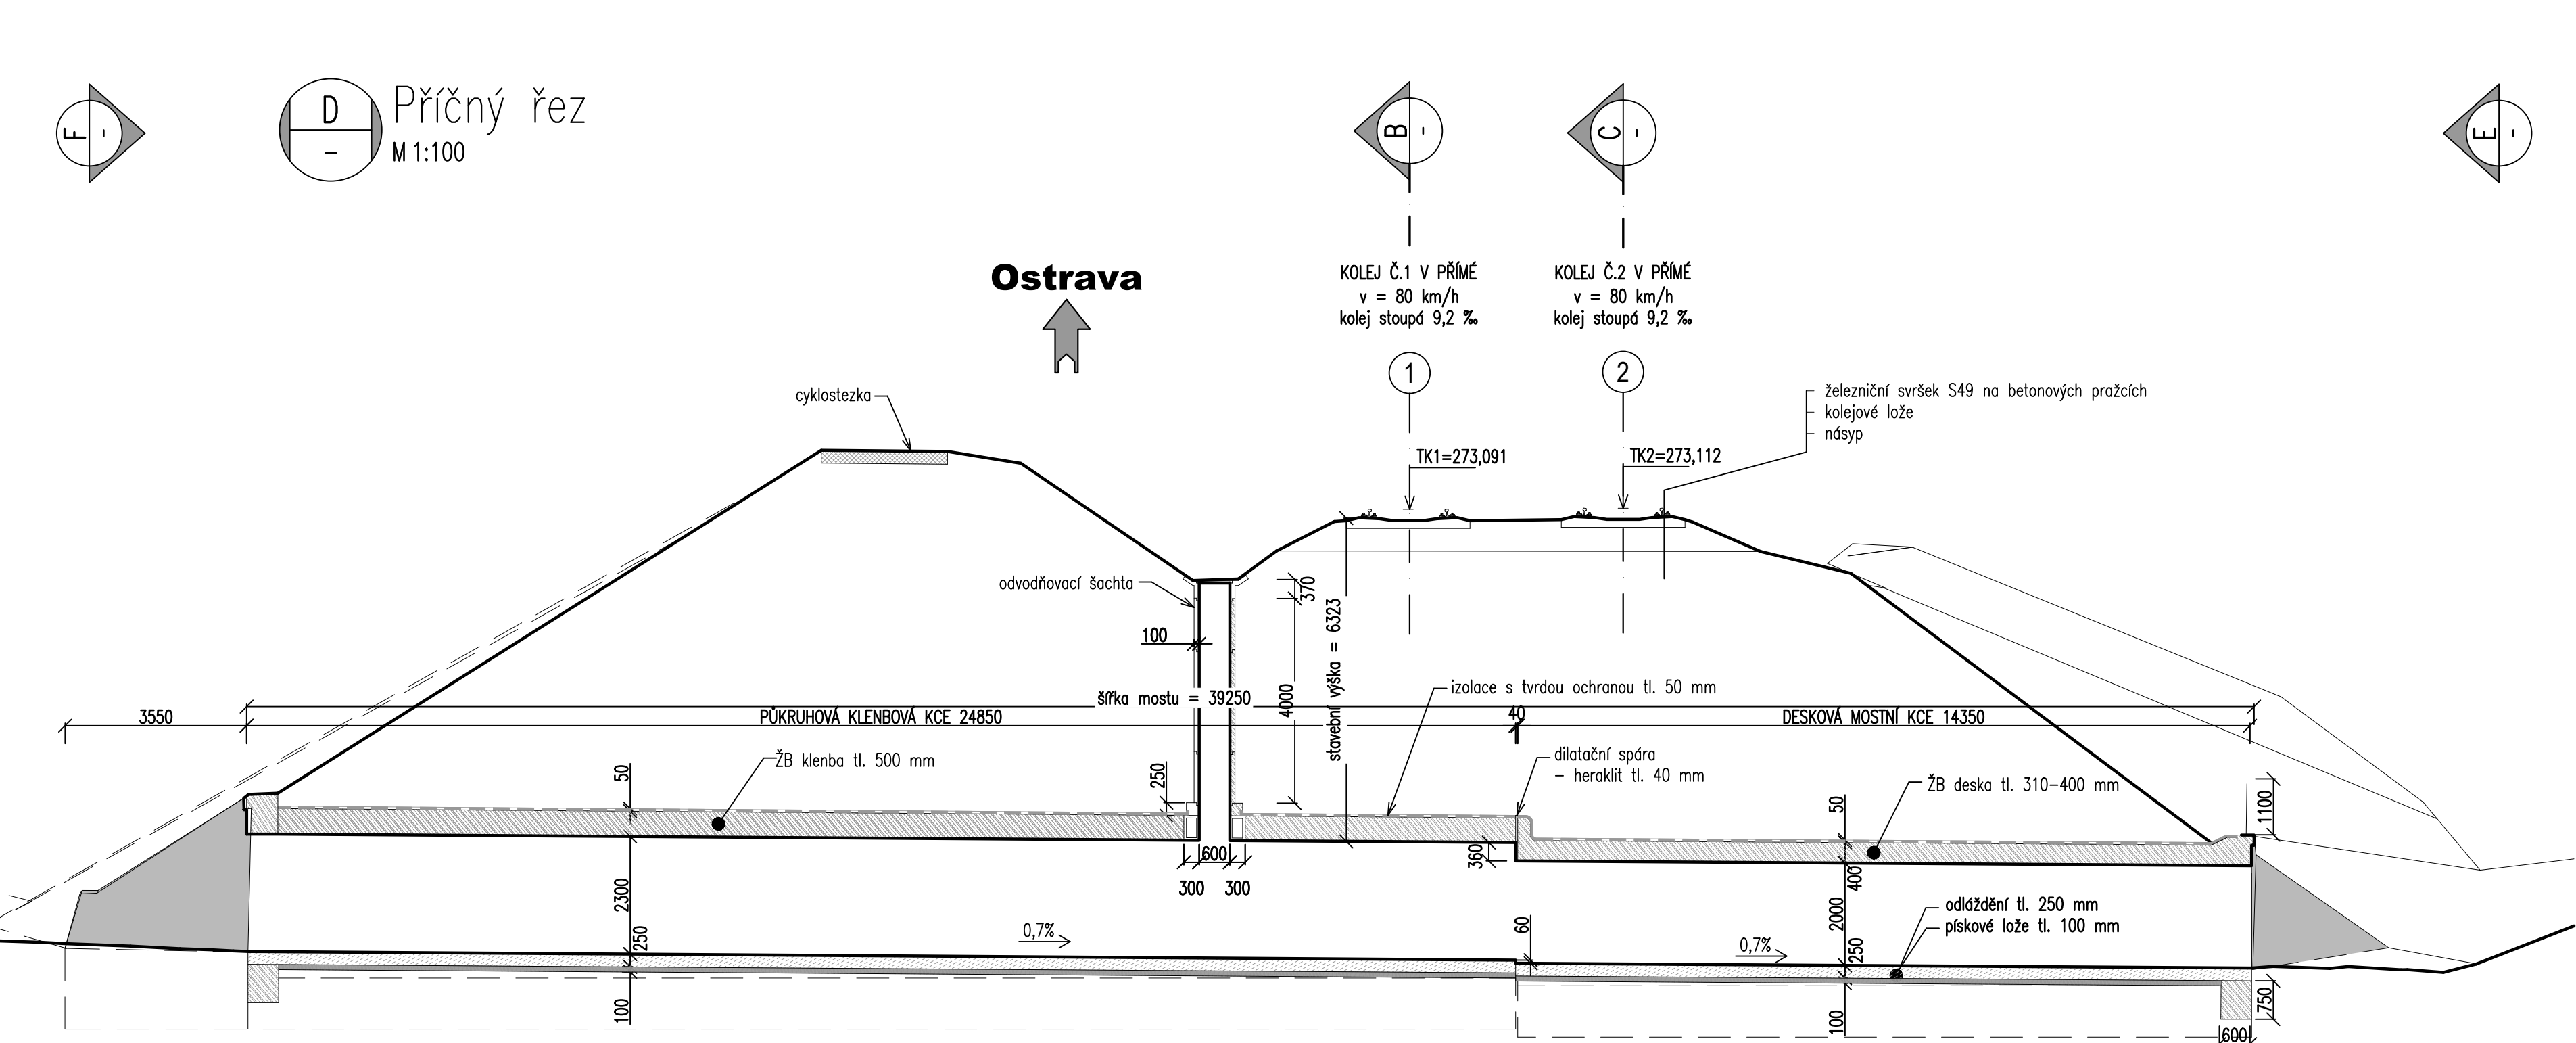 F
-
D
-
Příčný řez
M 1:100
B
-
C
-
E
-
Ostrava
KOLEJ Č.1 V PŘÍMÉ
v = 80 km/h
kolej stoupá 9,2 ‰
KOLEJ Č.2 V PŘÍMÉ
v = 80 km/h
kolej stoupá 9,2 ‰
1
2
cyklostezka
železniční svršek S49 na betonových pražcích
kolejové lože
násyp
TK1=273,091
TK2=273,112
odvodňovací šachta
370
100
4000
stavební výška = 6323
izolace s tvrdou ochranou tl. 50 mm
šířka mostu = 39250
3550
PŮKRUHOVÁ KLENBOVÁ KCE 24850
40
DESKOVÁ MOSTNÍ KCE 14350
ŽB klenba tl. 500 mm
dilatační spára
- heraklit tl. 40 mm
ŽB deska tl. 310-400 mm
50
250
50
1100
600
300
300
360
400
2300
250
2000
250
odláždění tl. 250 mm
pískové lože tl. 100 mm
0,7%
60
0,7%
100
100
750
600